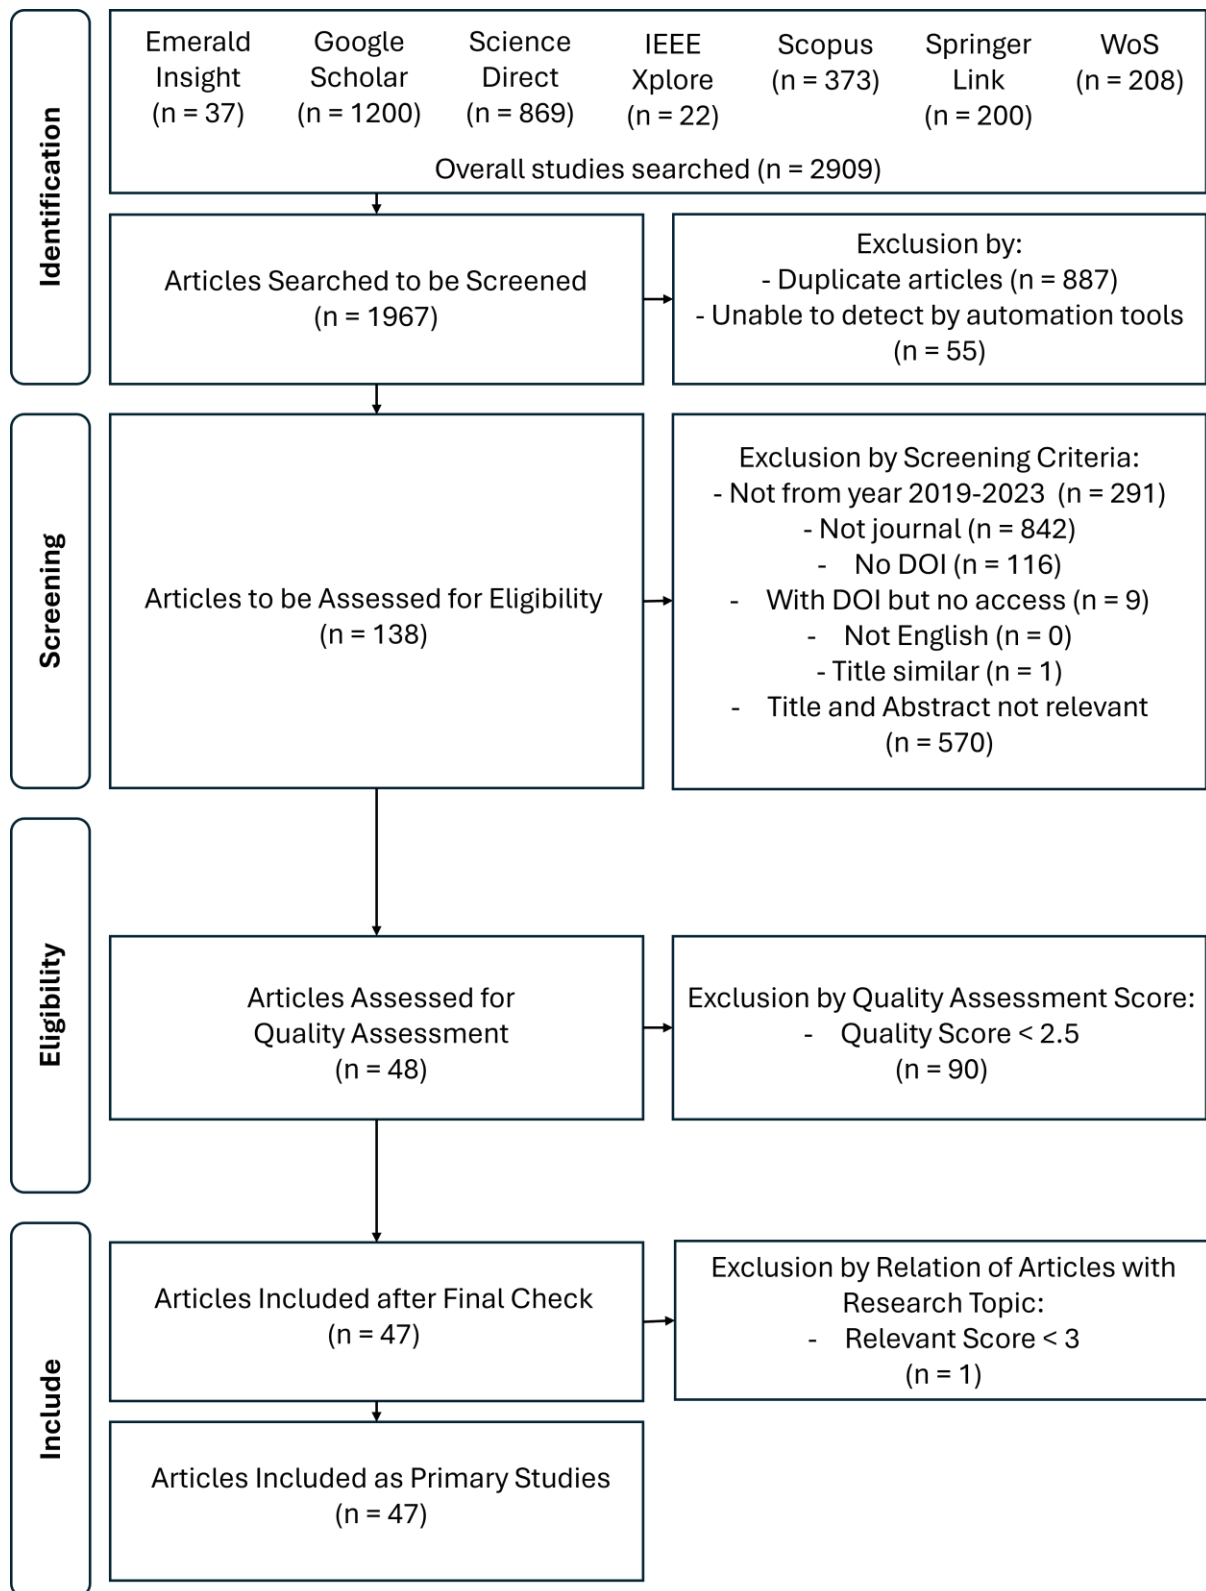 Identification
Emerald
Insight
(n = 37)
Google
Scholar
(n = 1200)
Science
Direct
(n = 869)
IEEE
Xplore
(n = 22)
Scopus
(n = 373)
Springer
Link
(n = 200)
WoS
(n = 208)
Overall studies searched (n = 2909)
Articles Searched to be Screened
(n = 1967)
Exclusion by:
- Duplicate articles (n = 887)
- Unable to detect by automation tools
(n = 55)
Screening
Articles to be Assessed for Eligibility
(n = 138)
Exclusion by Screening Criteria:
- Not from year 2019-2023 (n = 291)
- Not journal (n = 842)
- No DOI (n = 116)
- With DOI but no access (n = 9)
- Not English (n = 0)
- Title similar (n = 1)
- Title and Abstract not relevant
(n = 570)
Eligibility
Articles Assessed for
Quality Assessment
(n = 48)
Exclusion by Quality Assessment Score:
- Quality Score < 2.5
(n = 90)
Include
Articles Included after Final Check
(n = 47)
Exclusion by Relation of Articles with
Research Topic:
- Relevant Score < 3
(n = 1)
Articles Included as Primary Studies
(n = 47)